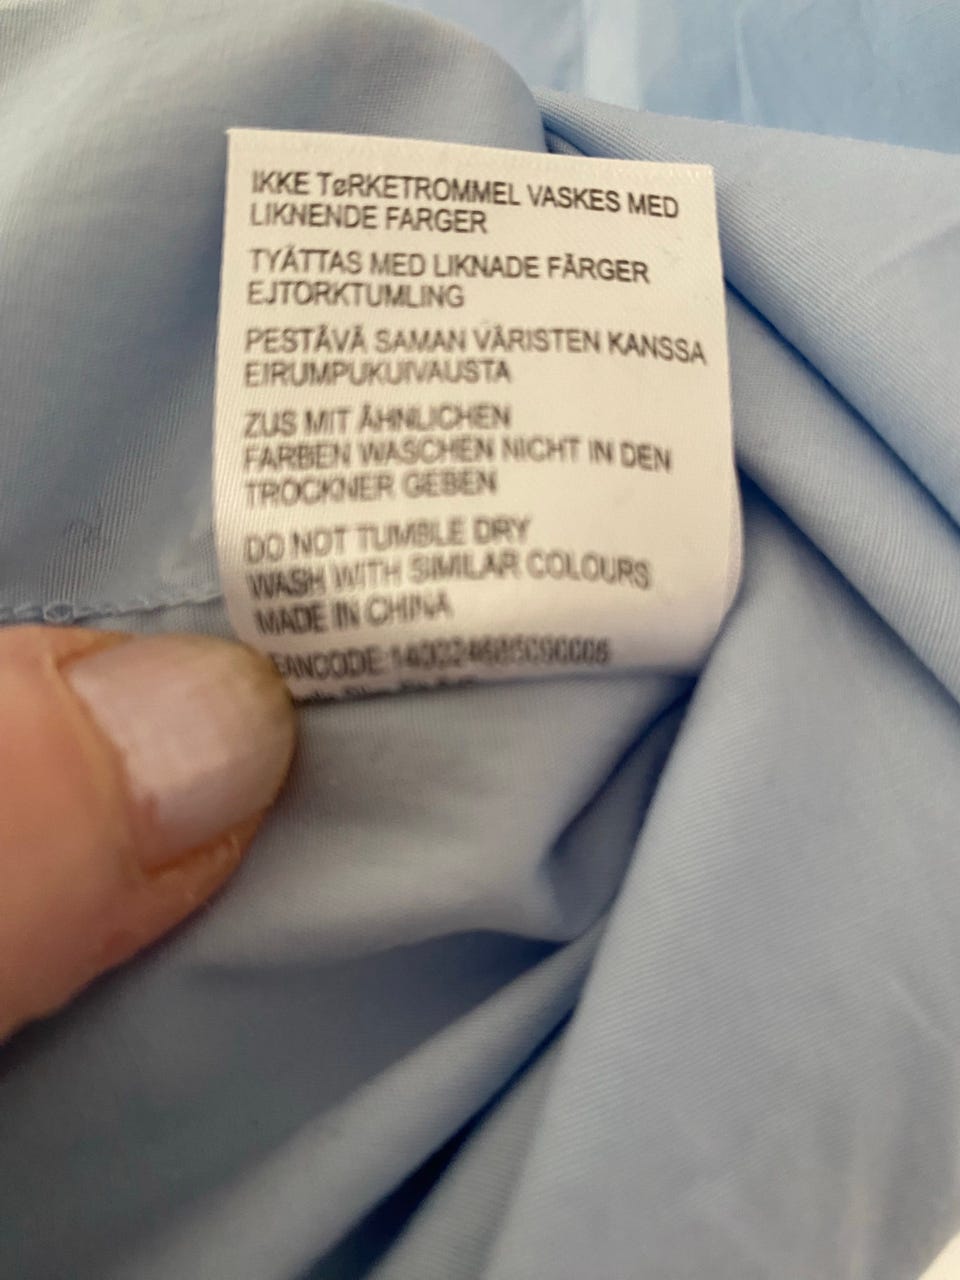 IKKE TøRKETROMMEL VASKES MED
LIKNENDE FARGER
TYÄTTAS MED LIKNADE FÄRGER
EJTORKTUMLING
PESTÄVÄ SAMAN VÄRISTEN KANSSA
EIRUMPUKUIVAUSTA
ZUS MIT ÄHNLICHEN
FARBEN WASCHEN NICHT IN DEN
TROCKNER GEBEN
DO NOT TUMBLE DRY
WASH WITH SIMILAR COLOURS
MADE IN CHINA
EANCODE: